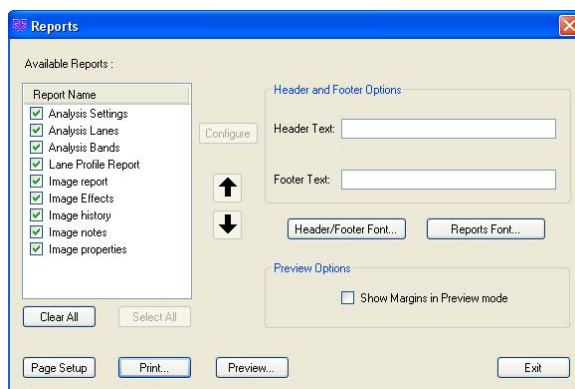 Reports
Available Reports :
Report Name
Analysis Settings
Analysis Lanes
Analysis Bands
Lane Profile Report
Image report
Image Effects
Image history
Image notes
Image properties
Clear All
Select All
Configure
Header and Footer Options
Header Text:
Footer Text:
Header/Footer Font...
Reports Font...
Preview Options
Show Margins in Preview mode
Page Setup
Print...
Preview...
Exit